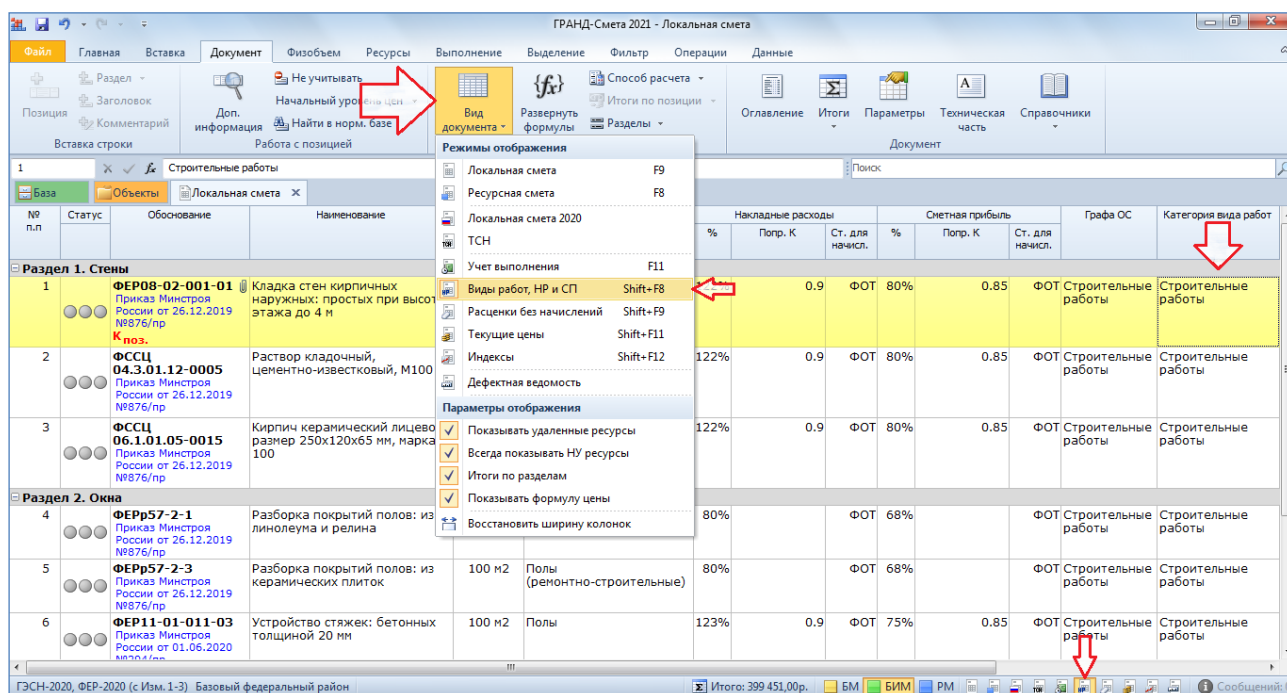 ГРАНД-Смета 2021 - Локальная смета
Файл Главная Вставка Документ Физобъем Ресурсы Выполнение Выделение Фильтр Операции Данные
Позиция
Раздел
Заголовок
Комментарий
Вставка строки
Доп. информация
Не учитывать
Начальный уровень цен
Найти в норм. базе
Работа с позицией
Вид документа
{fx}
Развернуть формулы
Способ расчета
Итоги по позиции
Разделы
Оглавление
Итоги
Параметры
Техническая часть
Справочники
Документ
1 fx Строительные работы
Поиск
База Объекты Локальная смета
№ п.п Статус Обоснование Наименование Накладные расходы Сметная прибыль Графа ОС Категория вида работ
% Попр. К Ст. для начисл. % Попр. К Ст. для начисл.
Режимы отображения
Локальная смета F9
Ресурсная смета F8
Локальная смета 2020
ТСН
Учет выполнения F11
Виды работ, НР и СП Shift+F8
Расценки без начислений Shift+F9
Текущие цены Shift+F11
Индексы Shift+F12
Дефектная ведомость
Параметры отображения
Показывать удаленные ресурсы
Всегда показывать НУ ресурсы
Итоги по разделам
Показывать формулу цены
Восстановить ширину колонок
Раздел 1. Стены
1 ФЕР08-02-001-01 Кладка стен кирпичных 0.9 ФОТ 80% 0.85 ФОТ Строительные Строительные
Приказ Минстроя наружных: простых при работы работы
России от 26.12.2019 этажа до 4 м
№876/пр
К поз.
2 ФССЦ Раствор кладочный, 122% 0.9 ФОТ 80% 0.85 ФОТ Строительные Строительные
04.3.01.12-0005 цементно-известковый, М100 работы работы
Приказ Минстроя
России от 26.12.2019
№876/пр
3 ФССЦ Кирпич керамический 122% 0.9 ФОТ 80% 0.85 ФОТ Строительные Строительные
06.1.01.05-0015 размер 250х120х65 мм, работы работы
Приказ Минстроя 100
России от 26.12.2019
№876/пр
Раздел 2. Окна
4 ФЕРр57-2-1 Разборка покрытий полов: из 80% ФОТ 68% ФОТ Строительные Строительные
Приказ Минстроя линолеума и релина работы работы
России от 26.12.2019
№876/пр
5 ФЕРр57-2-3 Разборка покрытий полов: из 100 м2 Полы 80% ФОТ 68% ФОТ Строительные Строительные
Приказ Минстроя керамических плиток (ремонтно-строительные) работы работы
России от 26.12.2019
№876/пр
6 ФЕР11-01-011-03 Устройство стяжек: бетонных 100 м2 Полы 123% 0.9 ФОТ 75% 0.85 ФОТ Строительные Строительные
Приказ Минстроя толщиной 20 мм работы работы
России от 01.06.2020
ГЭСН-2020, ФЕР-2020 (с Изм. 1-3) Базовый федеральный район Итого: 399 451,00р. БМ БИМ РМ Сообщений: